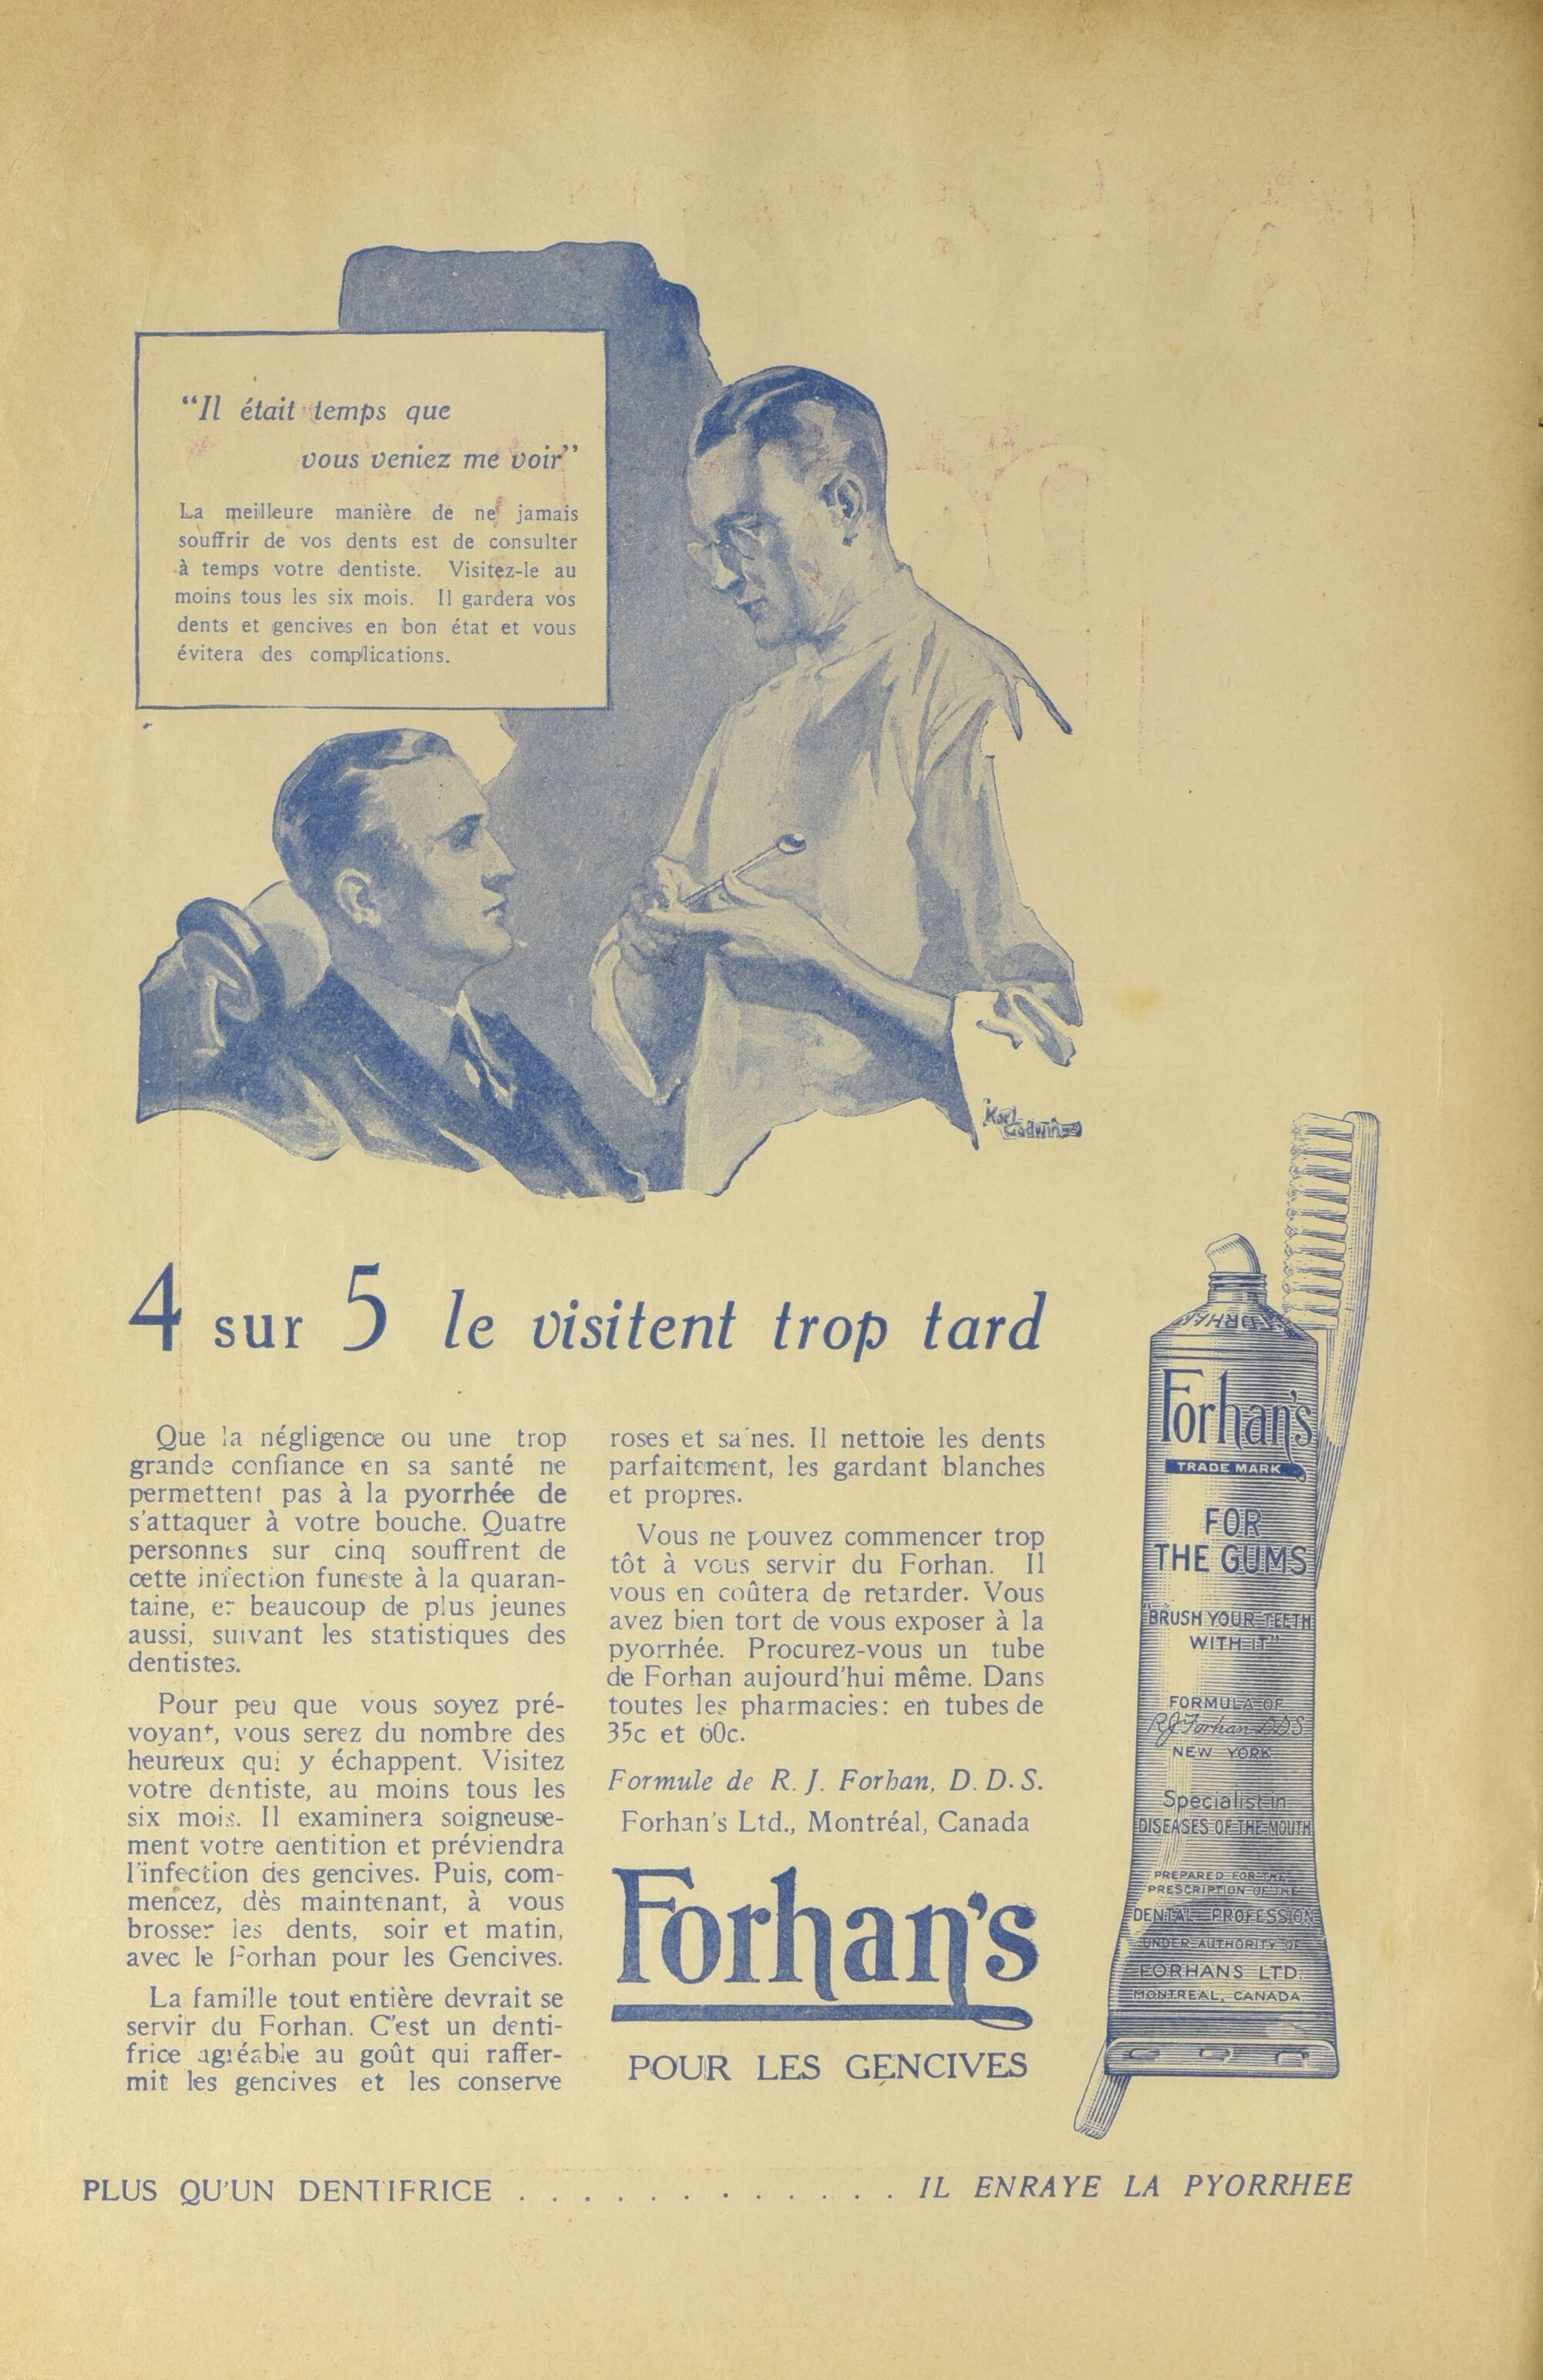 “Il était temps que
vous veniez me voir”
La meilleure manière de ne jamais
souffrir de vos dents est de consulter
à temps votre dentiste. Visitez-le au
moins tous les six mois. Il gardera vos
dents et gencives en bon état et vous
évitera des complications.
Karl
Godwin
4 sur 5 le visitent trop tard
Que la négligence ou une trop
grande confiance en sa santé ne
permettent pas à la pyorrhée de
s'attaquer à votre bouche. Quatre
personnes sur cinq souffrent de
cette infection funeste à la quaran-
taine, et beaucoup de plus jeunes
aussi, suivant les statistiques des
dentistes.
Pour peu que vous soyez pré-
voyant, vous serez du nombre des
heureux qui y échappent. Visitez
votre dentiste, au moins tous les
six mois. Il examinera soigneuse-
ment votre dentition et préviendra
l'infection des gencives. Puis, com-
mencez, dès maintenant, à vous
brosser les dents, soir et matin,
avec le Forhan pour les Gencives.
La famille tout entière devrait se
servir du Forhan. C'est un denti-
frice agréable au goût qui raffer-
mit les gencives et les conserve
roses et saines. Il nettoie les dents
parfaitement, les gardant blanches
et propres.
Vous ne pouvez commencer trop
tôt à vous servir du Forhan. Il
vous en coûtera de retarder. Vous
avez bien tort de vous exposer à la
pyorrhée. Procurez-vous un tube
de Forhan aujourd'hui même. Dans
toutes les pharmacies: en tubes de
35c et 60c.
Formule de R. J. Forhan, D. D. S.
Forhan's Ltd., Montréal, Canada
Forhan's
POUR LES GENCIVES
FORHAN'S
Forhan's
TRADE MARK
FOR
THE GUMS
"BRUSH YOUR TEETH
WITH IT"
FORMULA OF
R J Forhan D.D.S
NEW YORK
Specialist in
DISEASES OF THE MOUTH
PREPARED FOR THE
PRESCRIPTION OF THE
DENTAL PROFESSION
UNDER AUTHORITY OF
FORHANS LTD.
MONTREAL, CANADA
PLUS QU'UN DENTIFRICE . . . . . . . . . . . . IL ENRAYE LA PYORRHEE